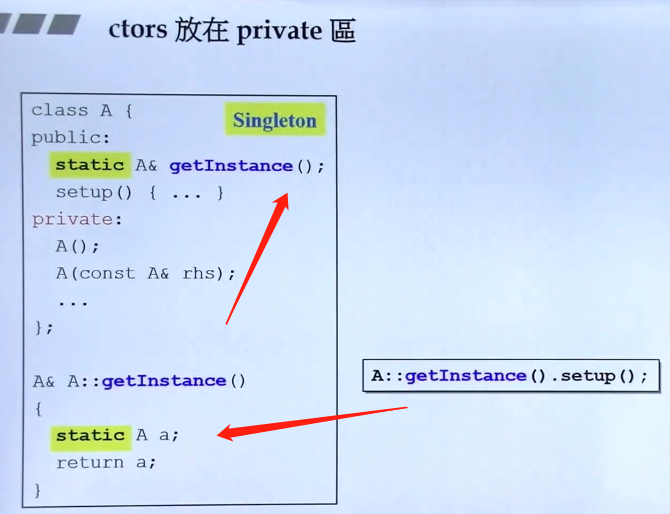 ctors 放在 private 區
class A {
Singleton
public:
static A& getInstance();
setup() { ... }
private:
A();
A(const A& rhs);
...
};
A& A::getInstance()
{
static A a;
return a;
}
A::getInstance().setup();